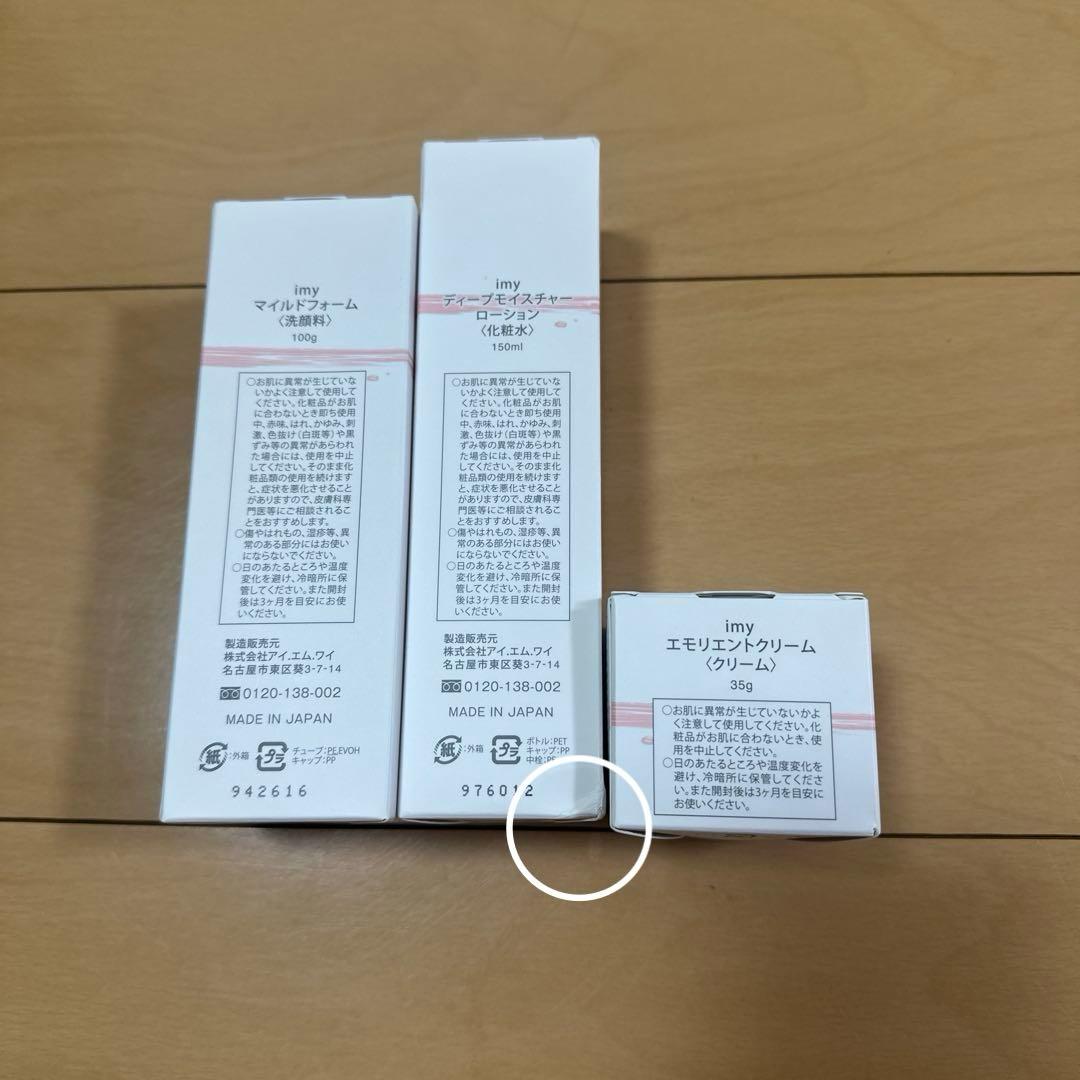 imy
マイルドフォーム
〈洗顔料〉
100g
○お肌に異常が生じていな
いかよく注意して使用して
ください。化粧品がお肌
に合わないとき即ち使用
中、赤味、はれ、かゆみ、刺
激、色抜け(白斑等)や黒
ずみ等の異常があらわれ
た場合には、使用を中止
してください。そのまま化
粧品類の使用を続けます
と、症状を悪化させること
がありますので、皮膚科専
門医等にご相談されるこ
とをおすすめします。
○傷やはれもの、湿疹等、異
常のある部分にはお使い
にならないでください。
○日のあたるところや温度
変化を避け、冷暗所に保
管してください。また開封
後は3ヶ月を目安にお使
いください。
製造販売元
株式会社アイ.エム.ワイ
名古屋市東区葵3-7-14
0120-138-002
MADE IN JAPAN
紙:外箱
プラ
チューブ:PE,EVOH
キャップ:PP
942616
imy
ディープモイスチャー
ローション
〈化粧水〉
150ml
○お肌に異常が生じていな
いかよく注意して使用して
ください。化粧品がお肌
に合わないとき即ち使用
中、赤味、はれ、かゆみ、刺
激、色抜け(白斑等)や黒
ずみ等の異常があらわれ
た場合には、使用を中止
してください。そのまま化
粧品類の使用を続けます
と、症状を悪化させること
がありますので、皮膚科専
門医等にご相談されるこ
とをおすすめします。
○傷やはれもの、湿疹等、異
常のある部分にはお使い
にならないでください。
○日のあたるところや温度
変化を避け、冷暗所に保
管してください。また開封
後は3ヶ月を目安にお使
いください。
製造販売元
株式会社アイ.エム.ワイ
名古屋市東区葵3-7-14
0120-138-002
MADE IN JAPAN
紙:外箱
プラ
ボトル:PET
キャップ:PP
中栓:PE
976012
imy
エモリエントクリーム
〈クリーム〉
35g
○お肌に異常が生じていないかよ
く注意して使用してください。化
粧品がお肌に合わないとき、使
用を中止してください。
○日のあたるところや温度変化を
避け、冷暗所に保管してくださ
い。また開封後は3ヶ月を目安に
お使いください。